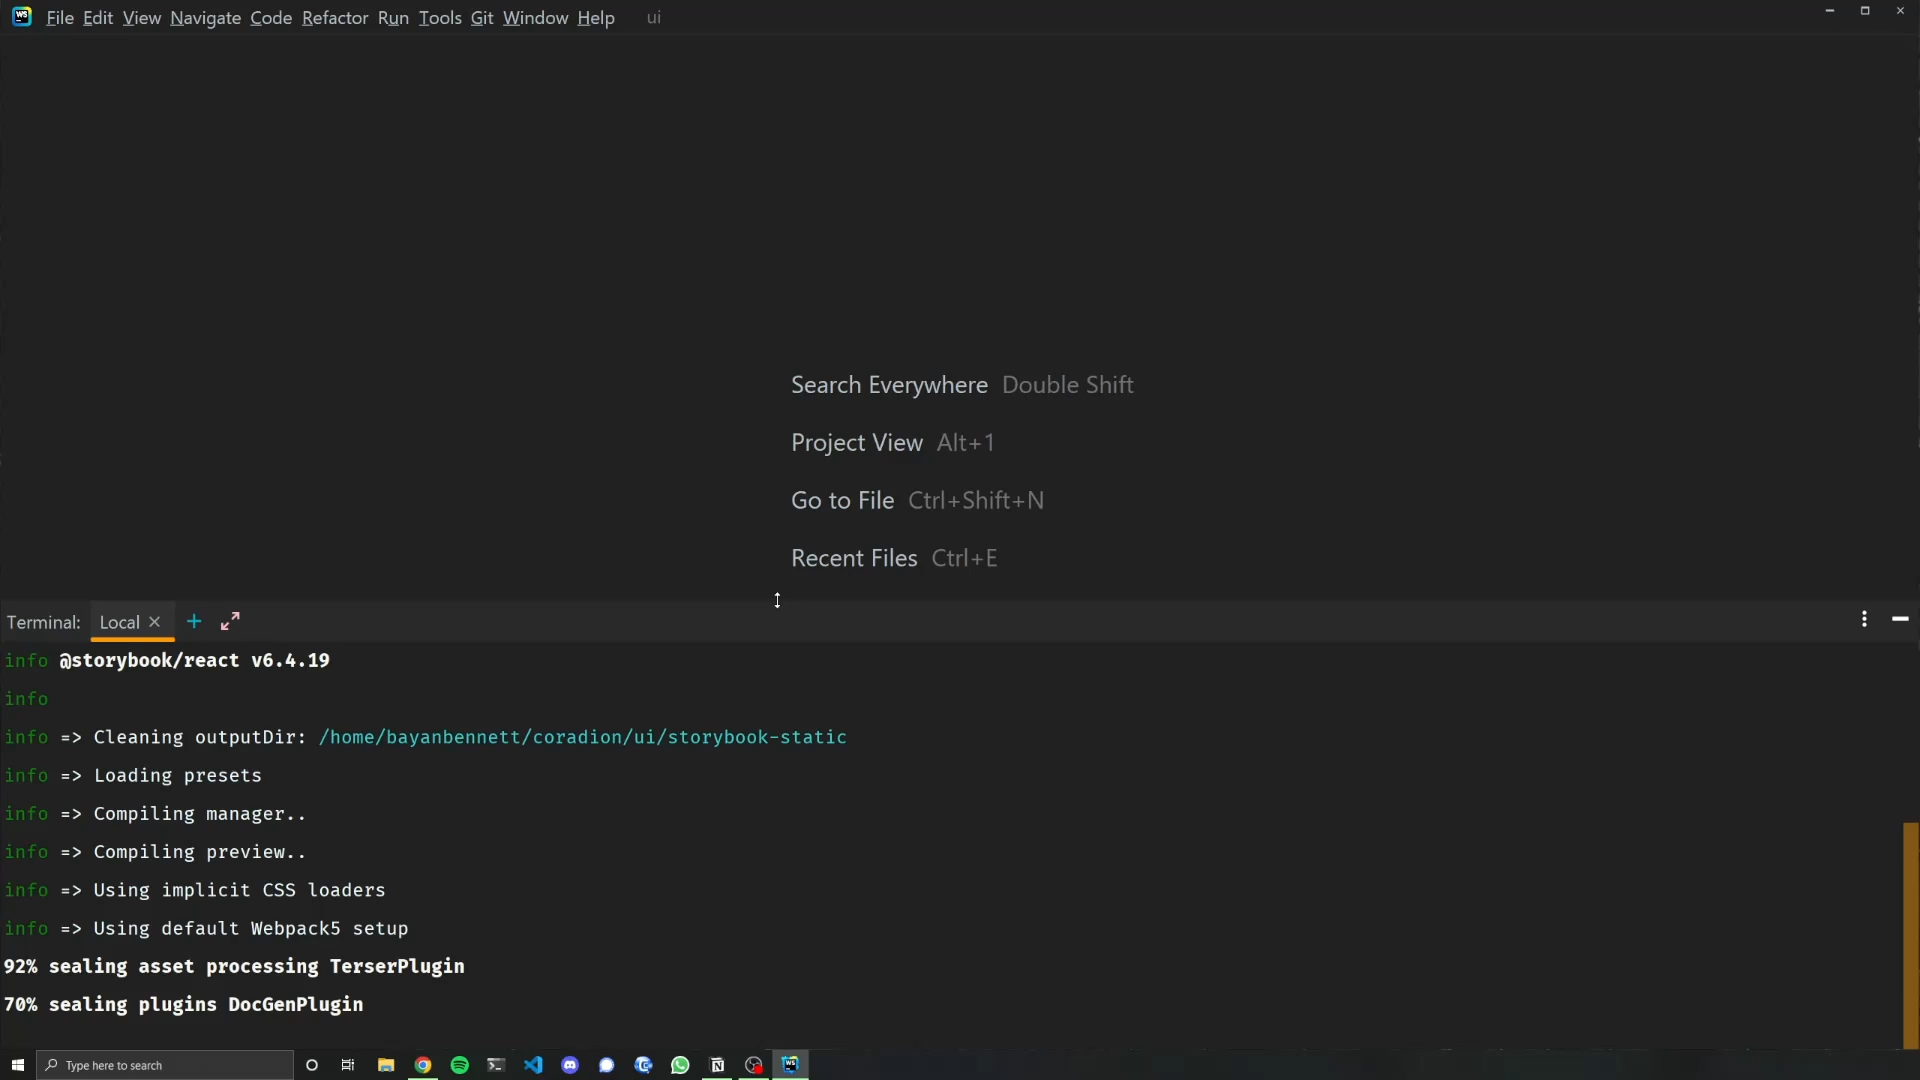 WS File Edit View Navigate Code Refactor Run Tools Git Window Help ui
Search Everywhere Double Shift
Project View Alt+1
Go to File Ctrl+Shift+N
Recent Files Ctrl+E
Terminal: Local
info @storybook/react v6.4.19
info
info => Cleaning outputDir: /home/bayanbennett/coradion/ui/storybook-static
info => Loading presets
info => Compiling manager..
info => Compiling preview..
info => Using implicit CSS loaders
info => Using default Webpack5 setup
92% sealing asset processing TerserPlugin
70% sealing plugins DocGenPlugin
Type here to search